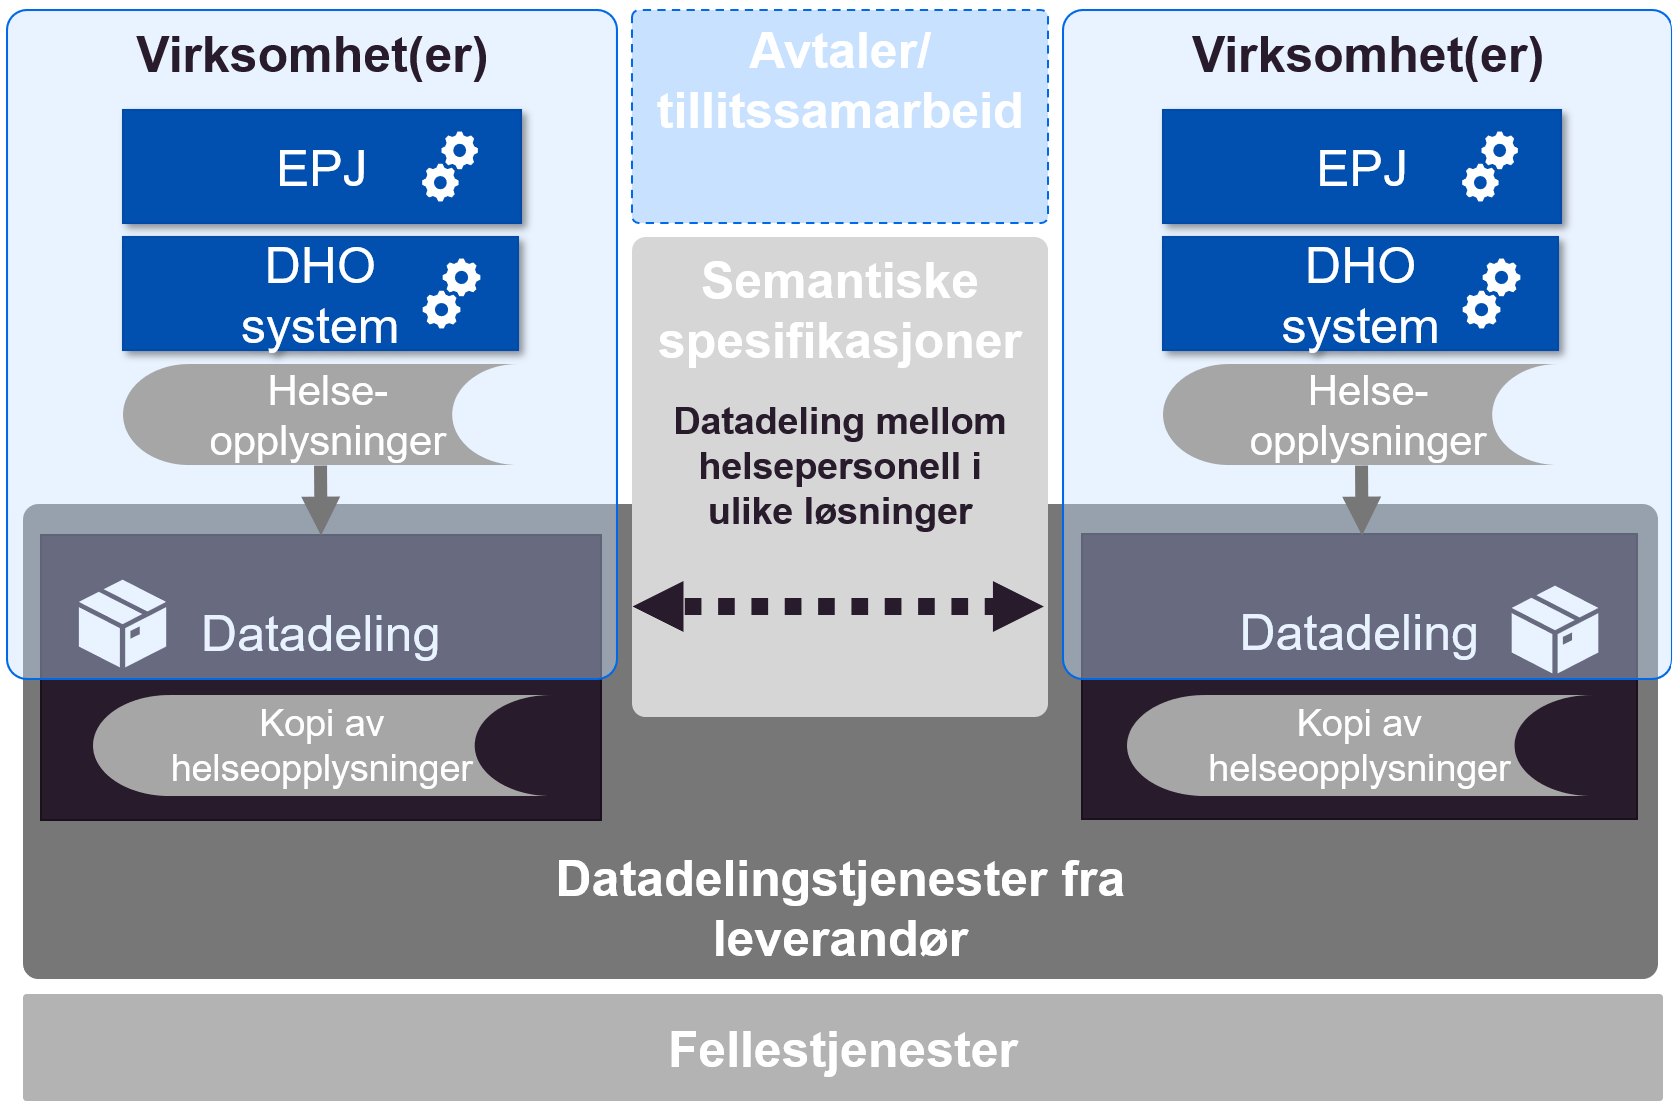 Virksomhet(er)
EPJ
DHO
system
Helse-
opplysninger
Datadeling
Kopi av
helseopplysninger
Avtaler/
tillitssamarbeid
Semantiske
spesifikasjoner
Datadeling mellom
helsepersonell i
ulike løsninger
Virksomhet(er)
EPJ
DHO
system
Helse-
opplysninger
Datadeling
Kopi av
helseopplysninger
Datadelingstjenester fra
leverandør
Fellestjenester